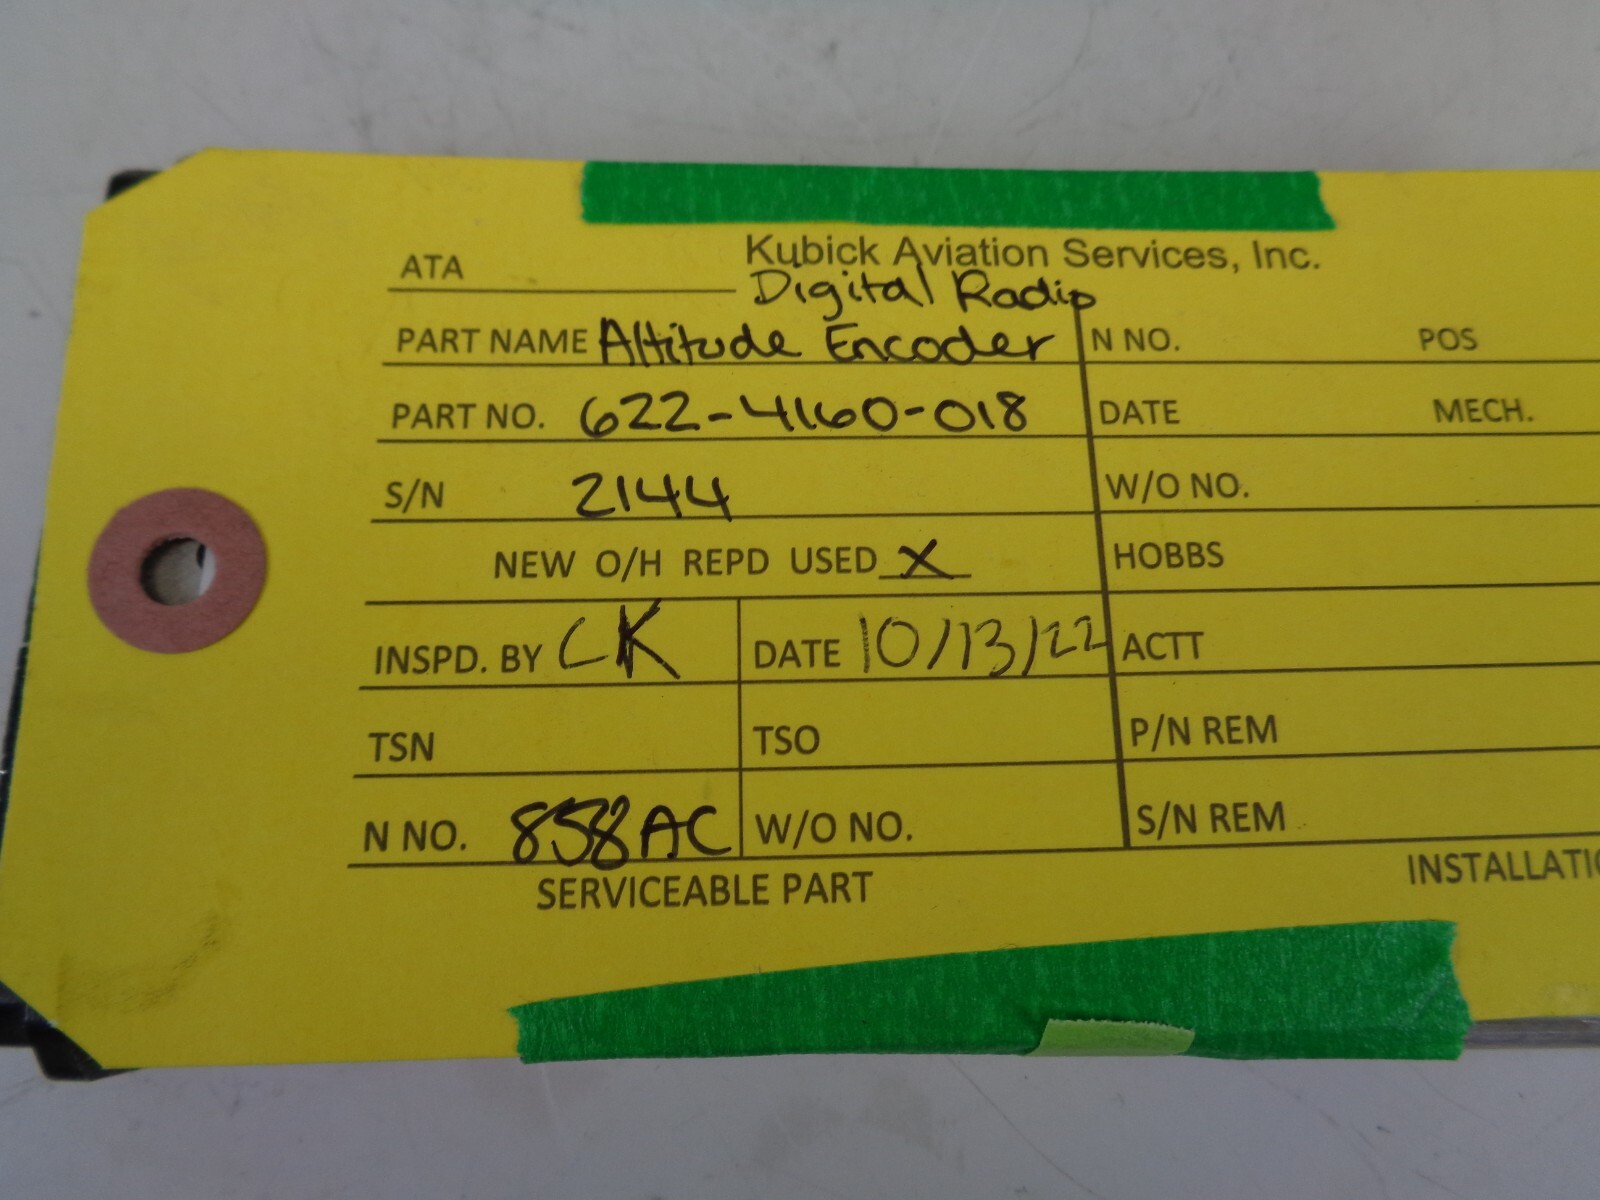 Kubick Aviation Services, Inc.
ATA
Digital Radio
PART NAME Altitude Encoder
N NO. POS
PART NO. 622-4160-018
DATE MECH.
S/N 2144
W/O NO.
NEW O/H REPD USED X
HOBBS
INSPD. BY CK DATE 10/13/22
ACTT
TSN TSO
P/N REM
N NO. 858AC W/O NO.
S/N REM
SERVICEABLE PART
INSTALLATIO